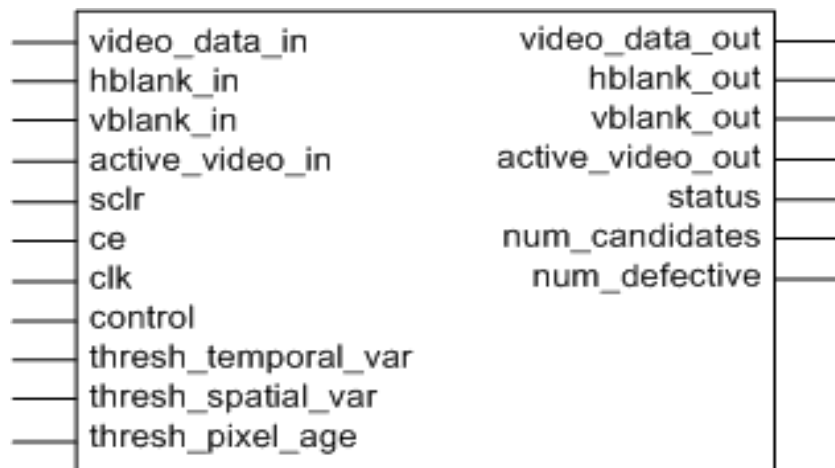 video_data_in
hblank_in
vblank_in
active_video_in
sclr
ce
clk
control
thresh_temporal_var
thresh_spatial_var
thresh_pixel_age
video_data_out
hblank_out
vblank_out
active_video_out
status
num_candidates
num_defective